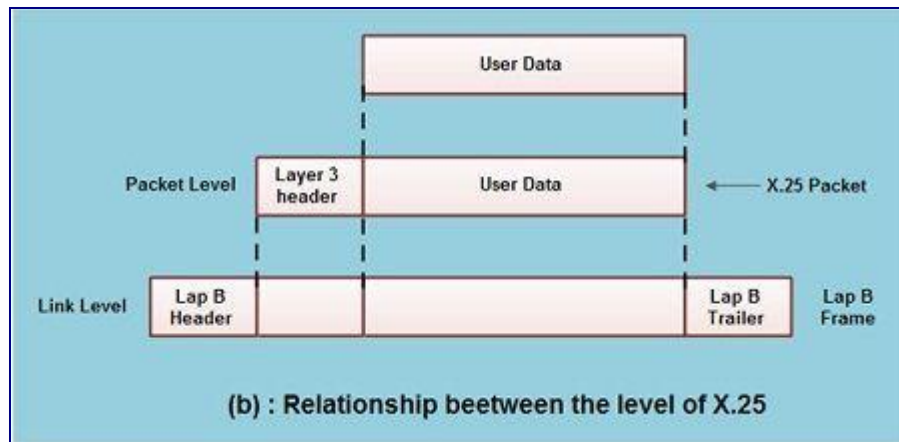 User Data
Packet Level
Layer 3
header
User Data
X.25 Packet
Link Level
Lap B
Header
Lap B
Trailer
Lap B
Frame
(b) : Relationship beetween the level of X.25